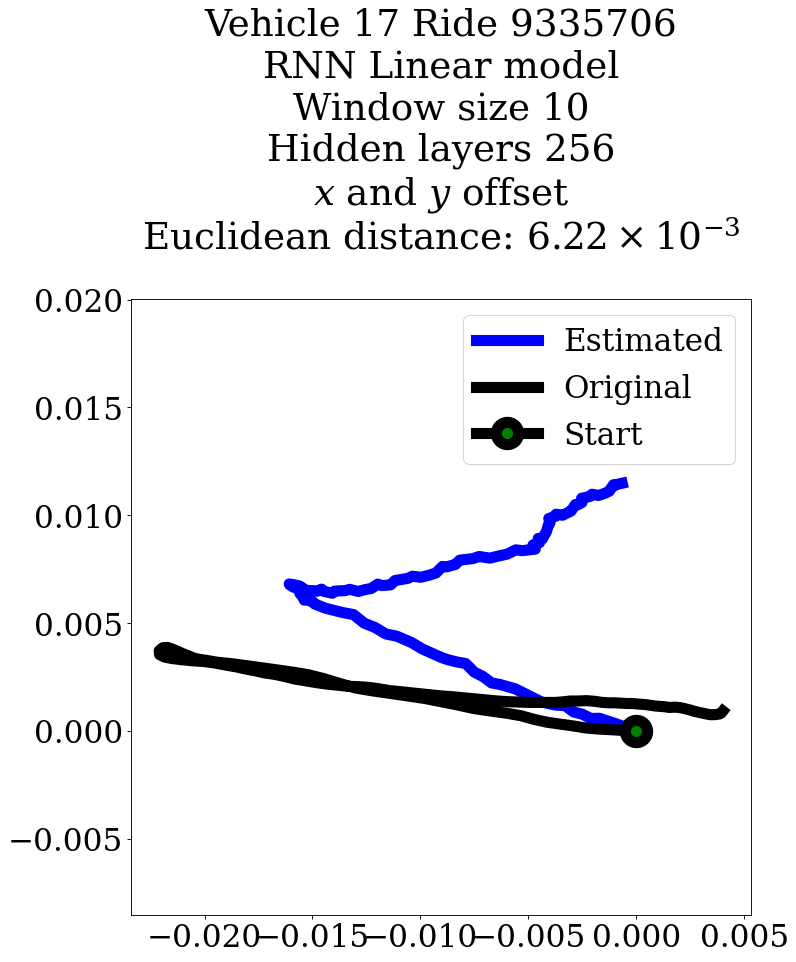 Vehicle 17 Ride 9335706
RNN Linear model
Window size 10
Hidden layers 256
x and y offset
Euclidean distance: 6.22 × 10⁻³
0.020
0.015
0.010
0.005
0.000
−0.005
Estimated
Original
Start
−0.020 −0.015 −0.010 −0.005 0.000 0.005